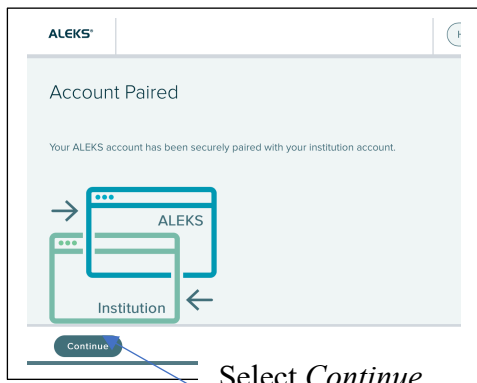 ALEKS®
Account Paired
Your ALEKS account has been securely paired with your institution account.
ALEKS
Institution
Continue
Select Continue